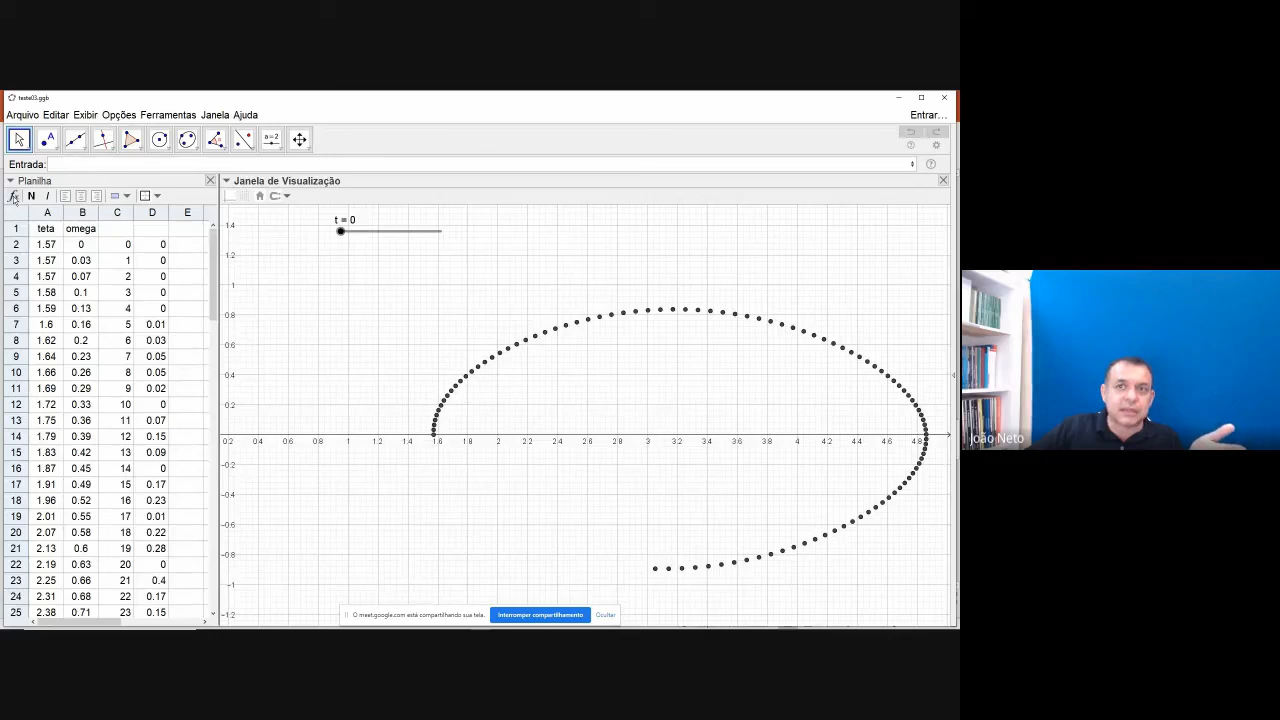 teste03.ggb
Arquivo Editar Exibir Opções Ferramentas Janela Ajuda
Entrar…
A
a=2
Entrada:
Planilha
Janela de Visualização
N I
A B C D E
1 teta omega
2 1.57 0 0 0
3 1.57 0.03 1 0
4 1.57 0.07 2 0
5 1.58 0.1 3 0
6 1.59 0.13 4 0
7 1.6 0.16 5 0.01
8 1.62 0.2 6 0.03
9 1.64 0.23 7 0.05
10 1.66 0.26 8 0.05
11 1.69 0.29 9 0.02
12 1.72 0.33 10 0
13 1.75 0.36 11 0.07
14 1.79 0.39 12 0.15
15 1.83 0.42 13 0.09
16 1.87 0.45 14 0
17 1.91 0.49 15 0.17
18 1.96 0.52 16 0.23
19 2.01 0.55 17 0.01
20 2.07 0.58 18 0.22
21 2.13 0.6 19 0.28
22 2.19 0.63 20 0
23 2.25 0.66 21 0.4
24 2.31 0.68 22 0.17
25 2.38 0.71 23 0.15
t = 0
1.4
1.2
1
0.8
0.6
0.4
0.2
0.2 0.4 0.6 0.8 1 1.2 1.4 1.6 1.8 2 2.2 2.4 2.6 2.8 3 3.2 3.4 3.6 3.8 4 4.2 4.4 4.6 4.8
−0.2
−0.4
−0.6
−0.8
−1
−1.2
O meet.google.com está compartilhando sua tela.
Interromper compartilhamento
Ocultar
João Neto